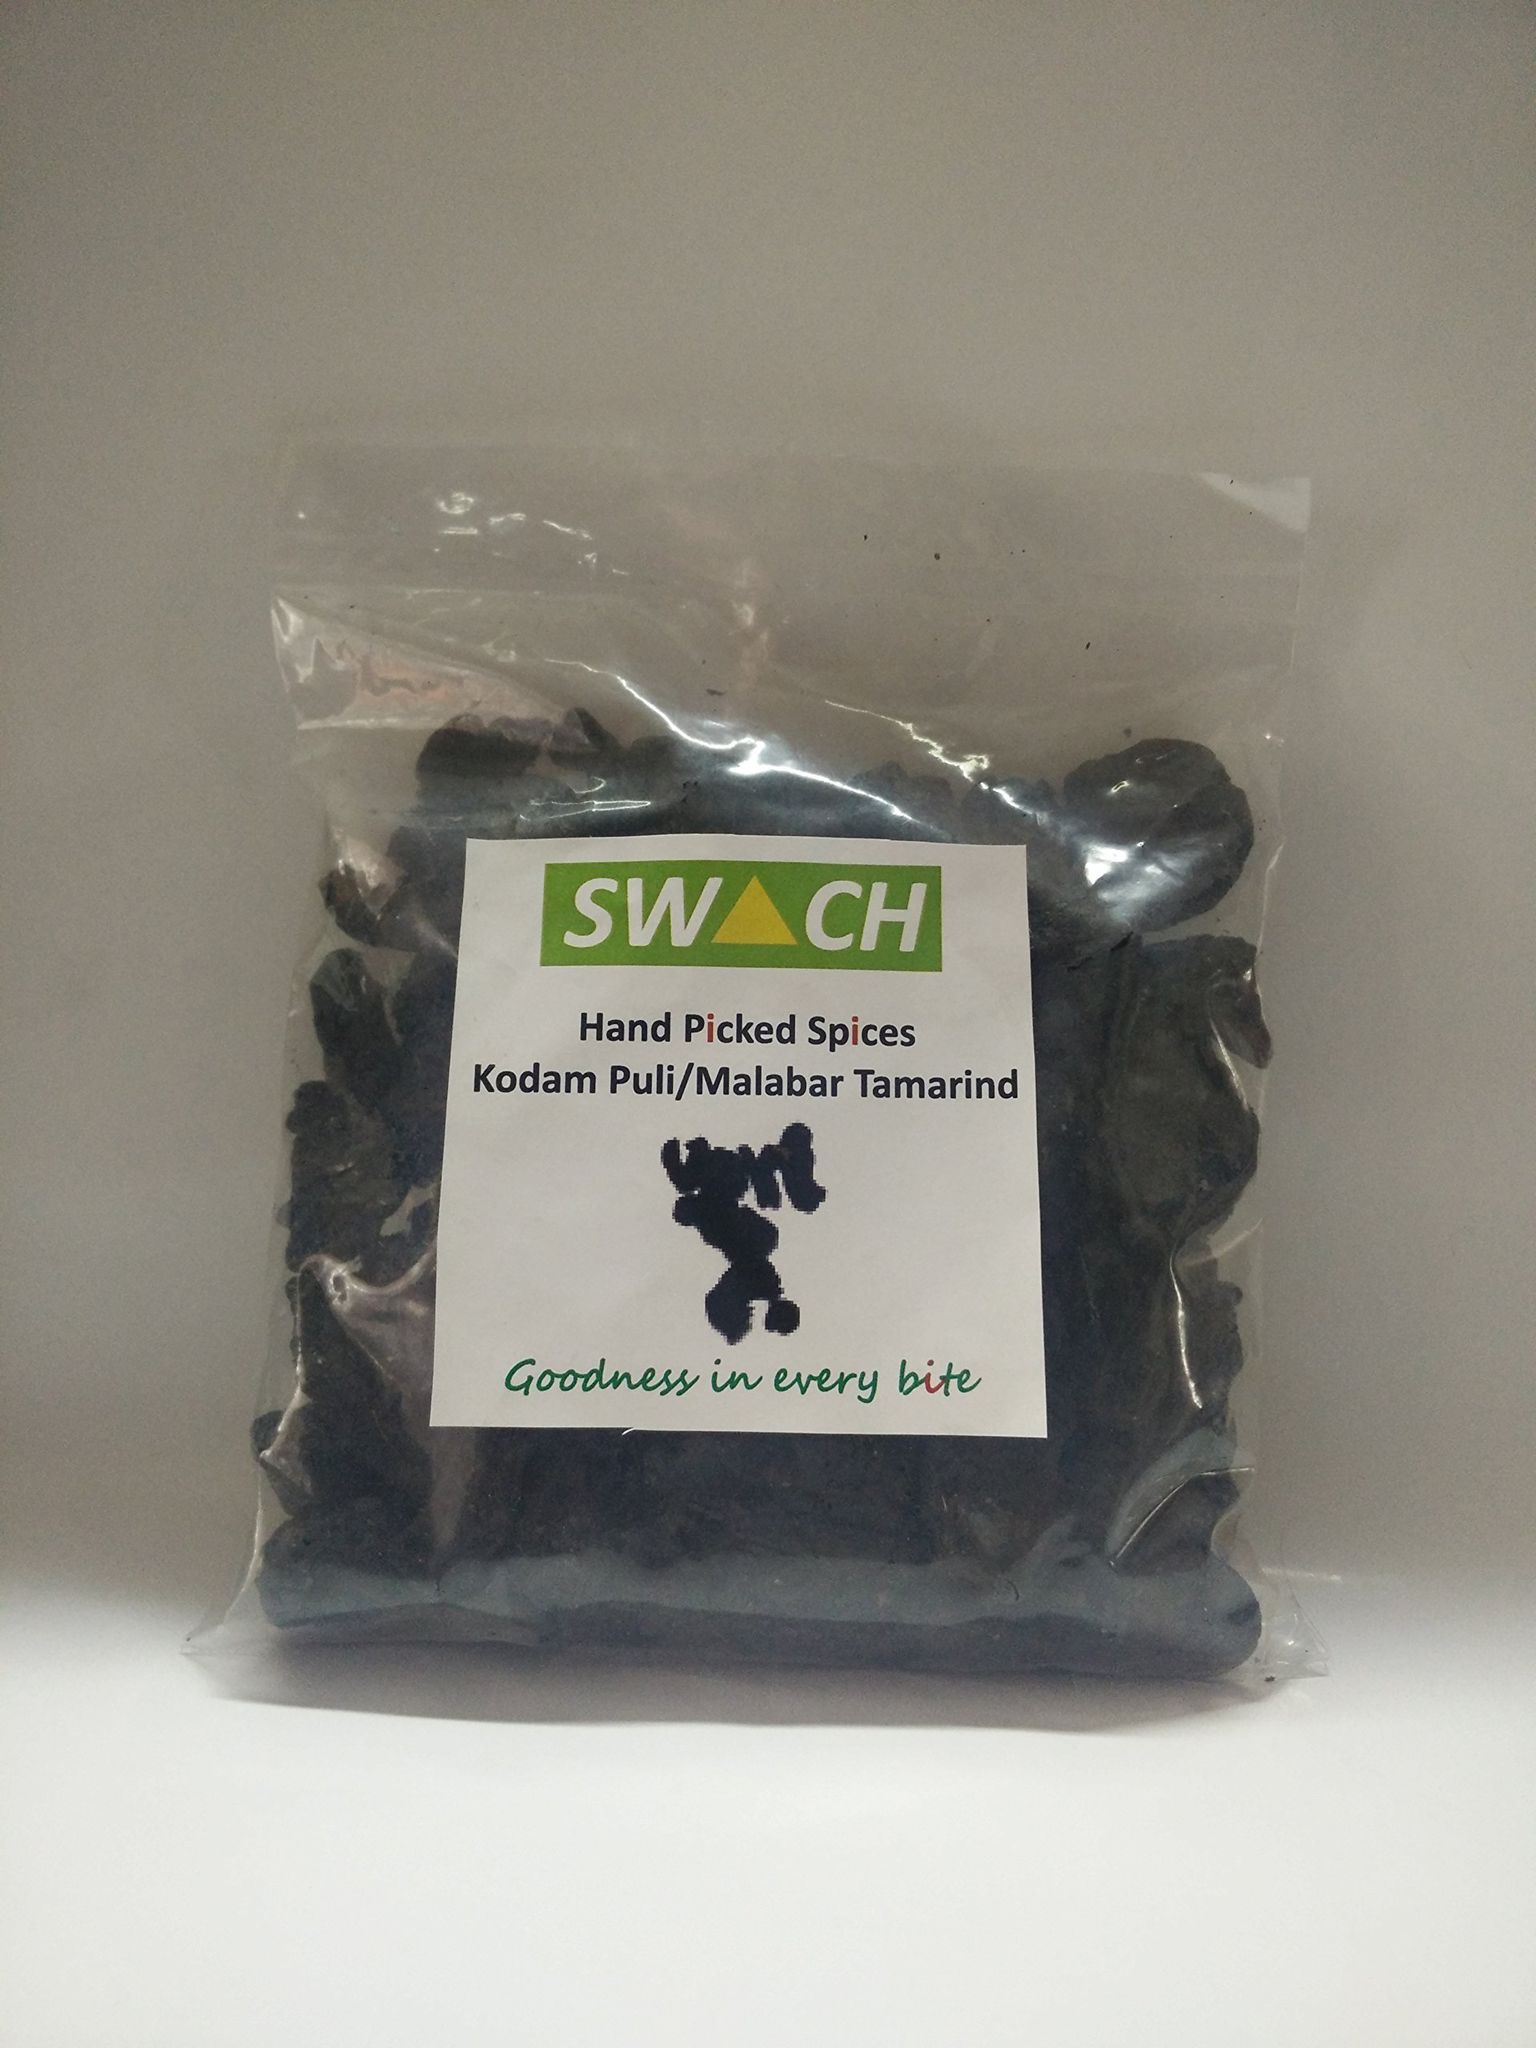 SWACH
Hand Picked Spices
Kodam Puli/Malabar Tamarind
Goodness in every bite